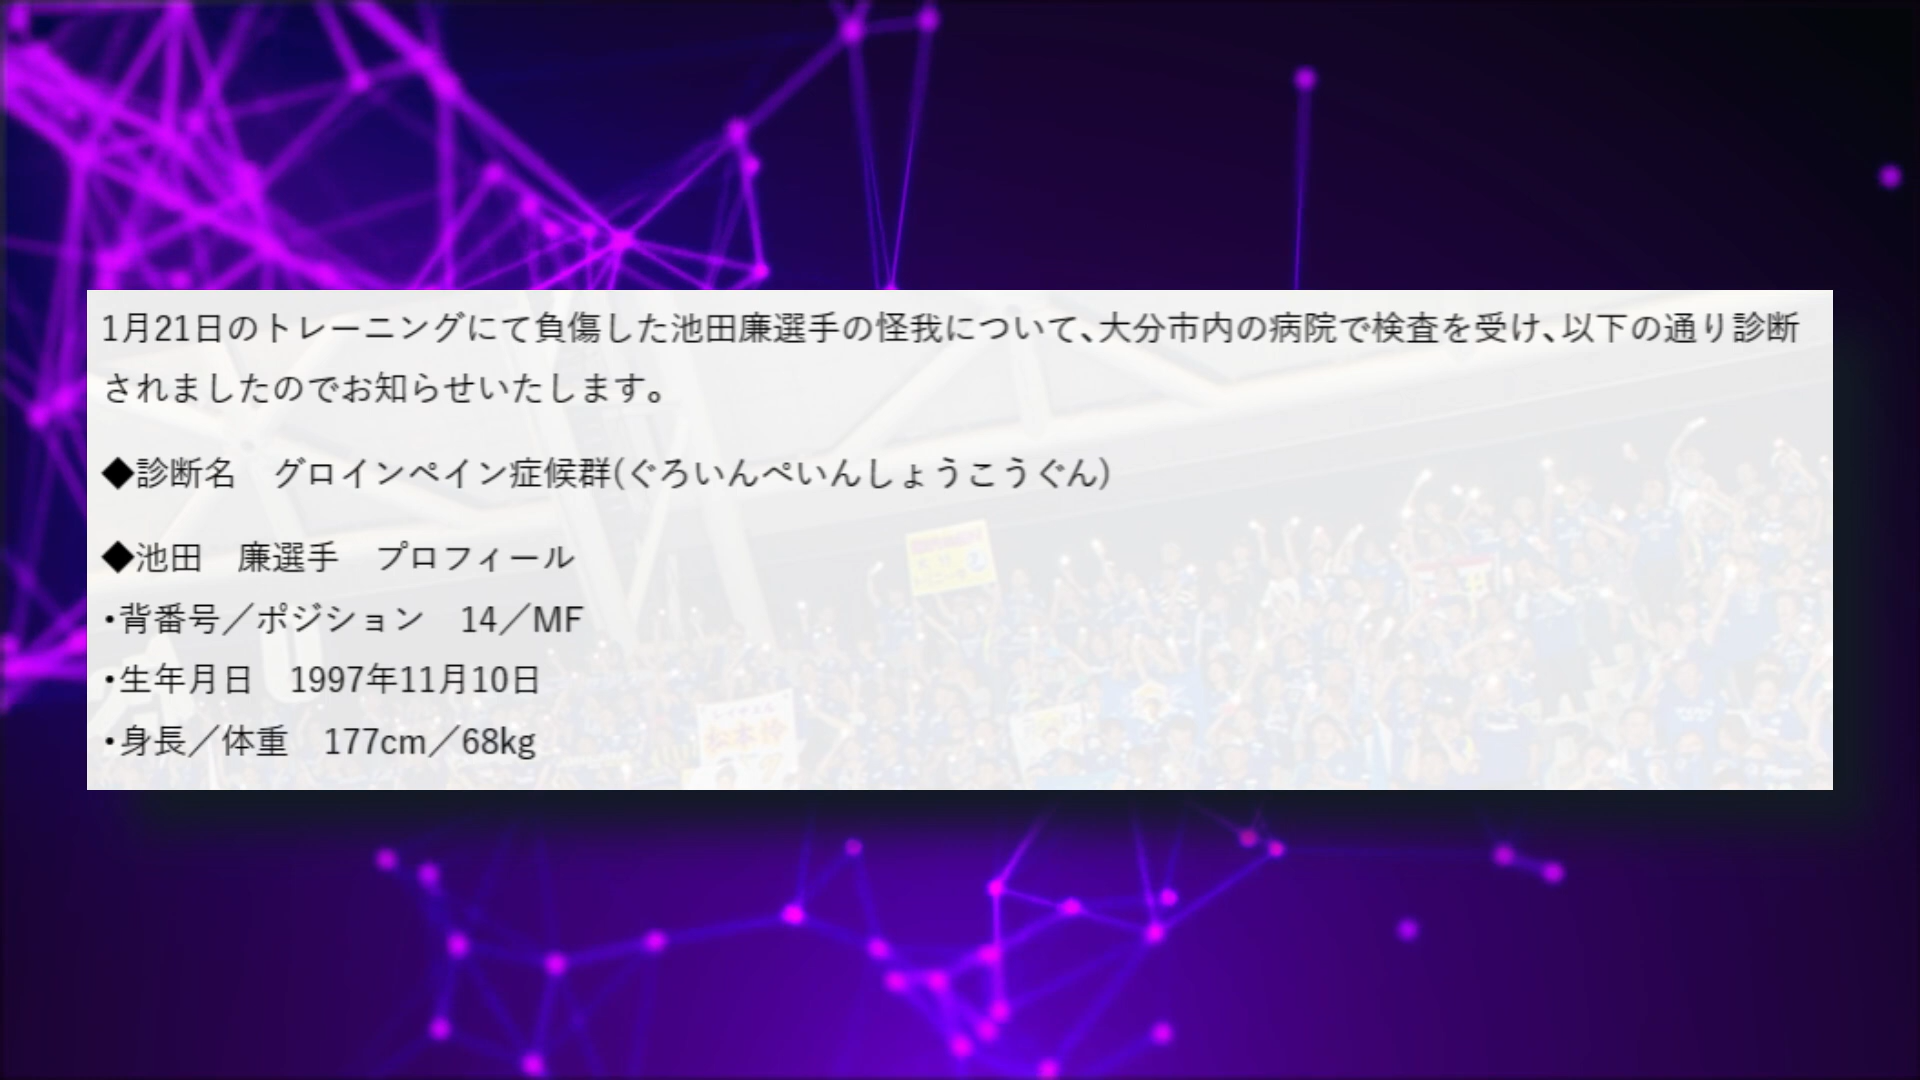 1月21日のトレーニングにて負傷した池田廉選手の怪我について、大分市内の病院で検査を受け、以下の通り診断
されましたのでお知らせいたします。
◆診断名　グロインペイン症候群(ぐろいんぺいんしょうこうぐん)
◆池田　廉選手　プロフィール
・背番号／ポジション　14／MF
・生年月日　1997年11月10日
・身長／体重　177cm／68kg